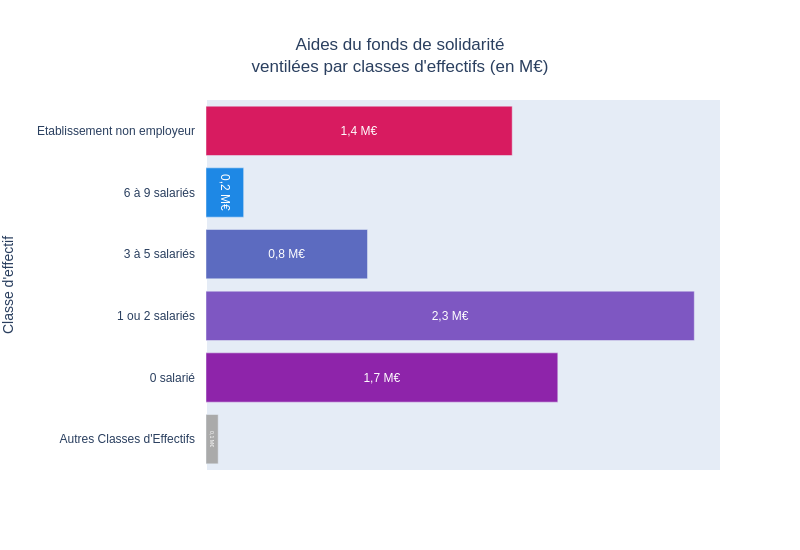 Aides du fonds de solidarité
ventilées par classes d'effectifs (en M€)
Classe d'effectif
Etablissement non employeur
1,4 M€
6 à 9 salariés
0,2 M€
3 à 5 salariés
0,8 M€
1 ou 2 salariés
2,3 M€
0 salarié
1,7 M€
Autres Classes d'Effectifs
0,1 M€